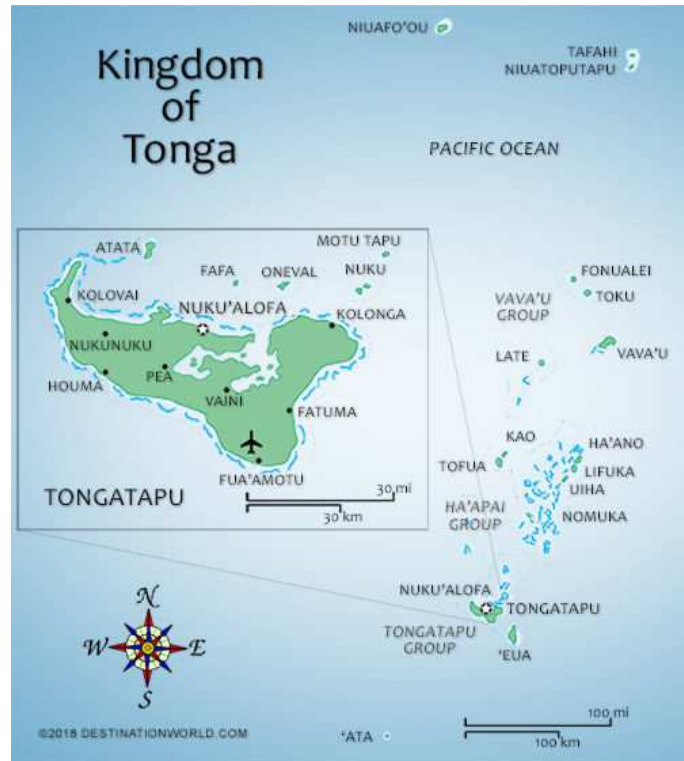 Kingdom
of
Tonga
NIUAFO'OU
TAFAHI
NIUATOPUTAPU
PACIFIC OCEAN
ATATA
FAFA
ONEVAL
MOTU TAPU
NUKU
KOLOVAI
NUKU'ALOFA
KOLONGA
NUKUNUKU
HOUMA
PEA
VAINI
FATUMA
FUA'AMOTU
TONGATAPU
30 mi
30 km
FONUALEI
TOKU
VAVA'U
GROUP
LATE
VAVA'U
KAO
HA'ANO
TOFUA
LIFUKA
UIHA
HA'APAI
GROUP
NOMUKA
NUKU'ALOFA
TONGATAPU
TONGATAPU
GROUP
'EUA
N
W
E
S
100 mi
100 km
'ATA
©2018 DESTINATIONWORLD.COM